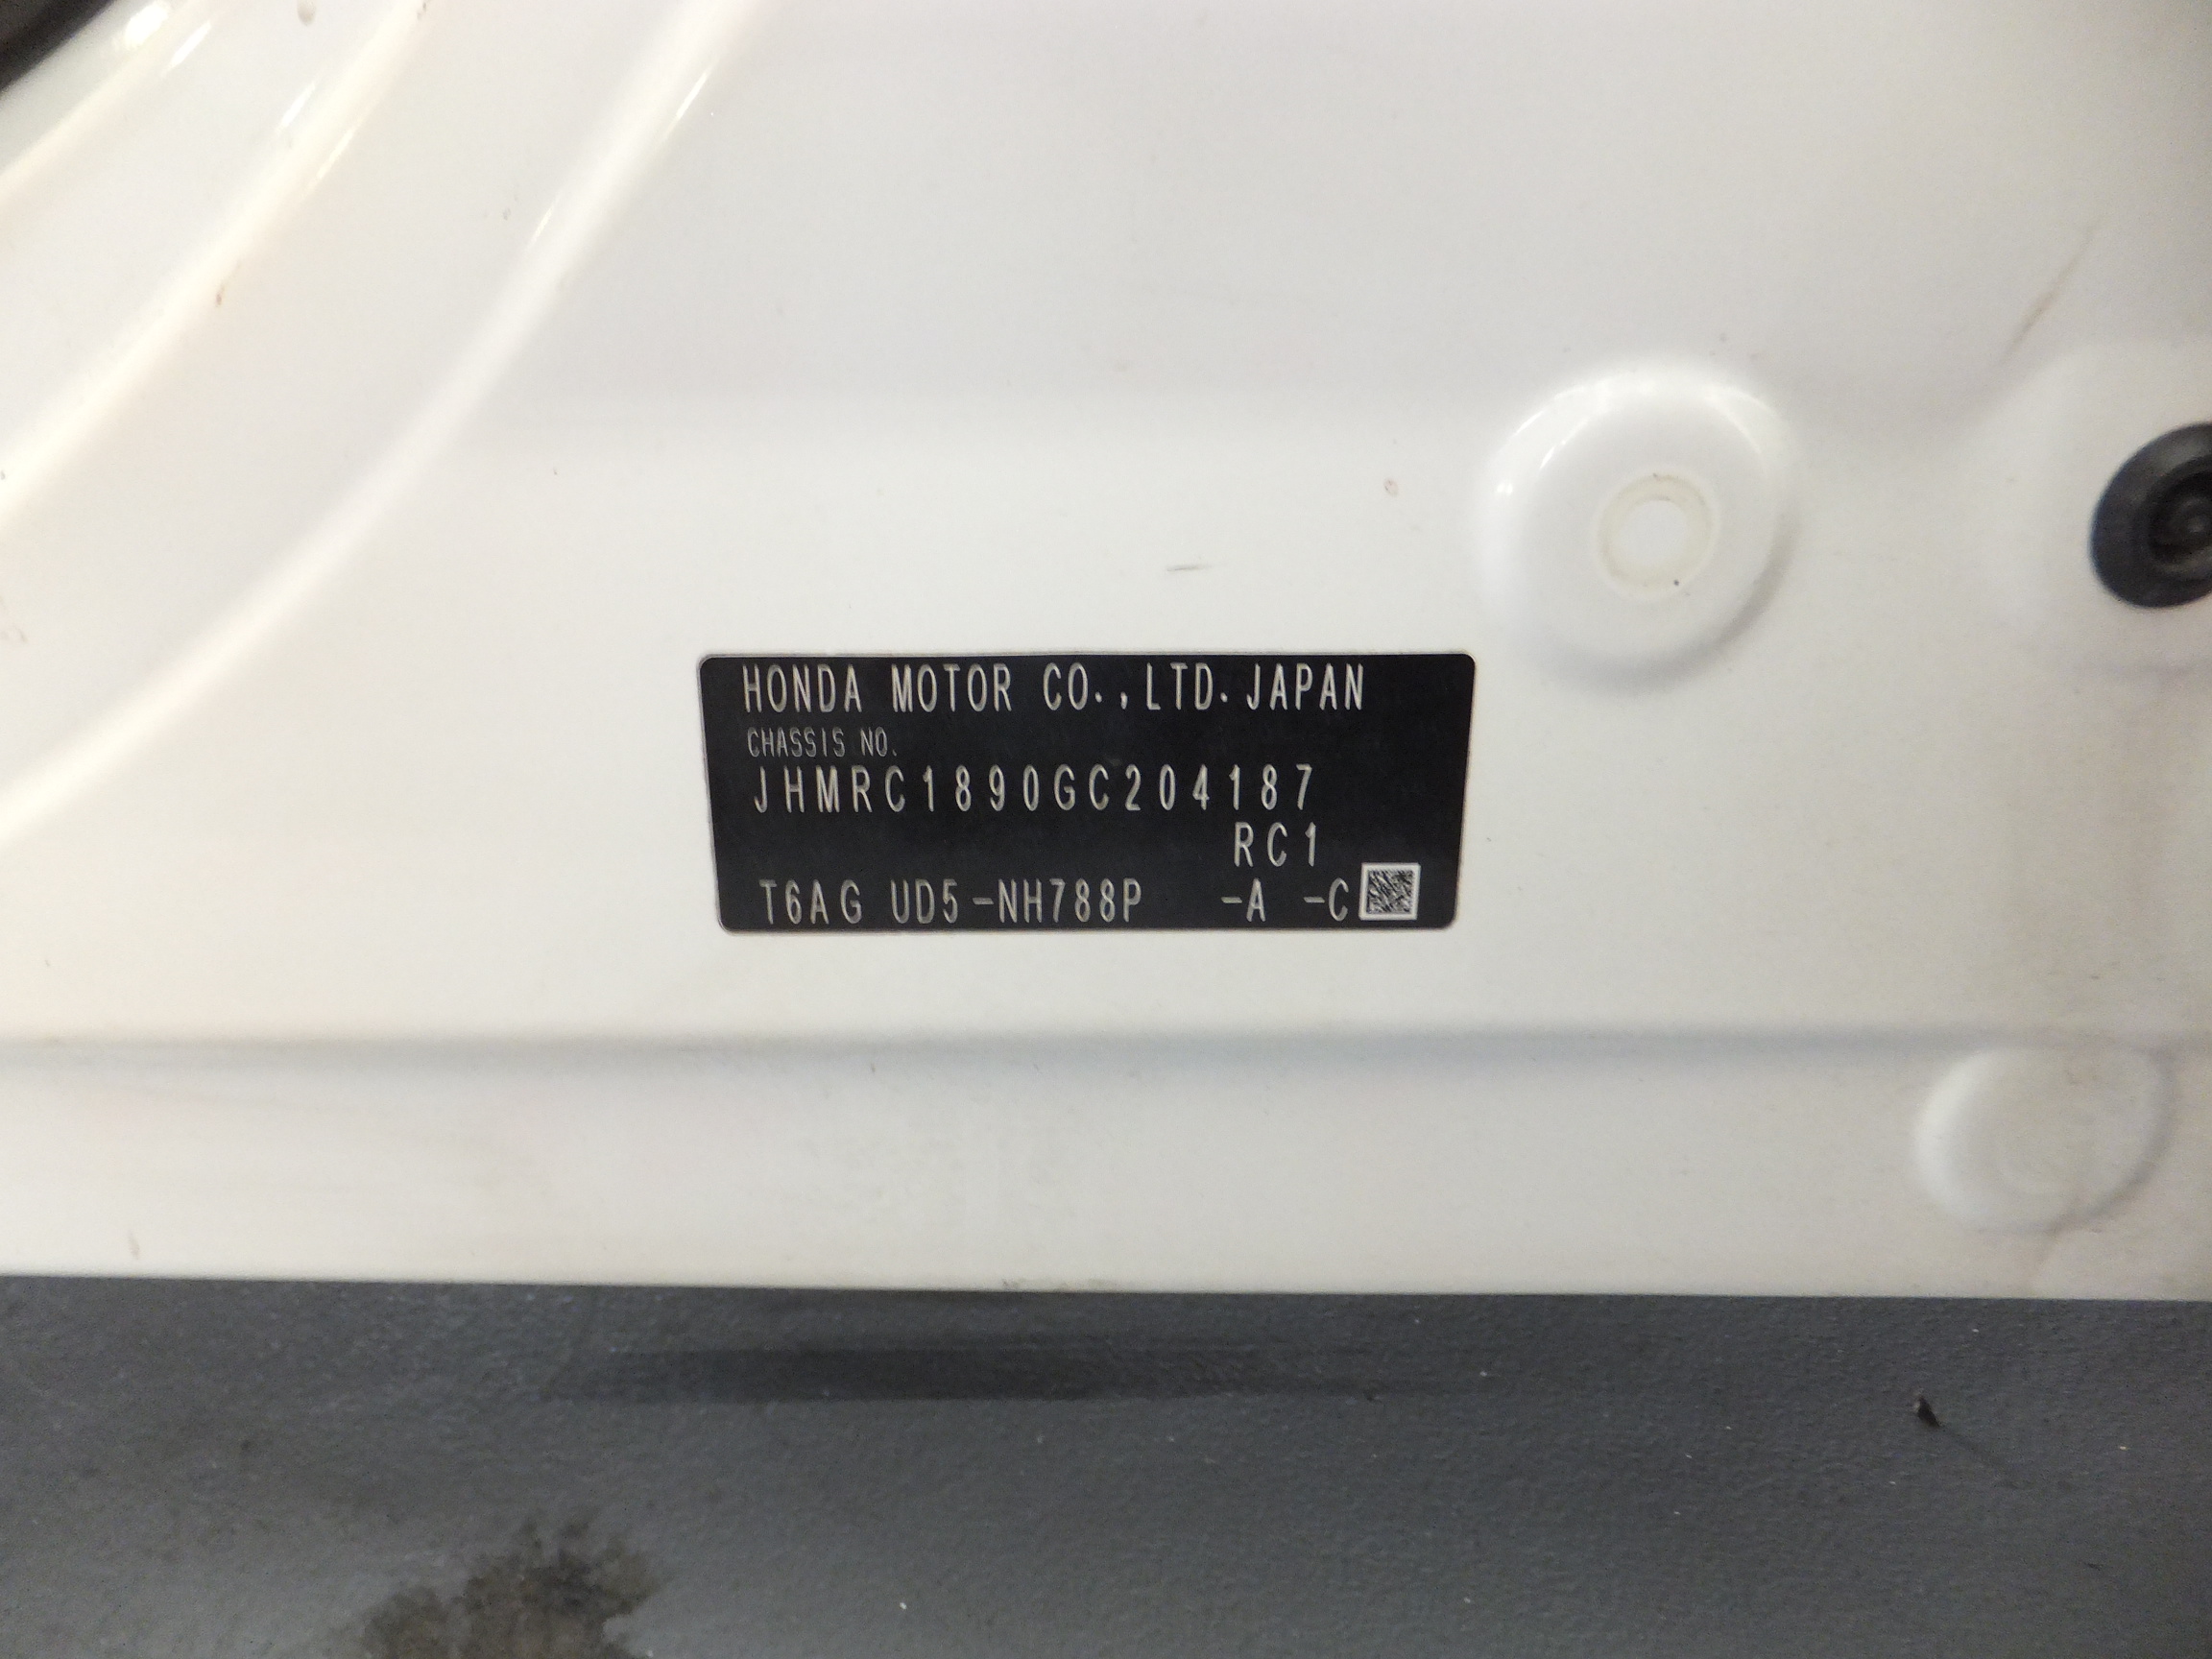 HONDA MOTOR CO.,LTD.JAPAN
CHASSIS NO.
JHMRC1890GC204187
RC1
T6AG UD5-NH788P -A -C